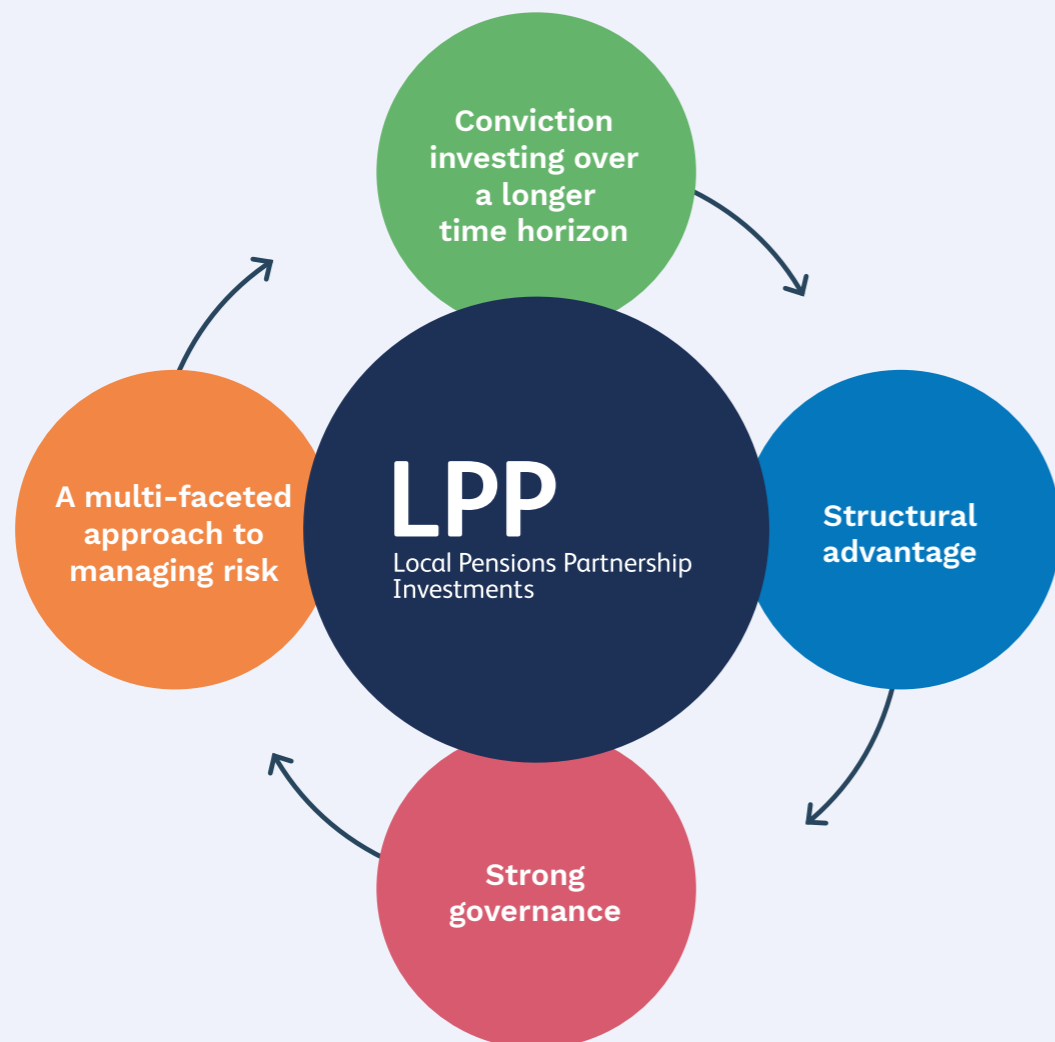 Conviction
investing over
a longer
time horizon
A multi-faceted
approach to
managing risk
LPP
Local Pensions Partnership
Investments
Structural
advantage
Strong
governance